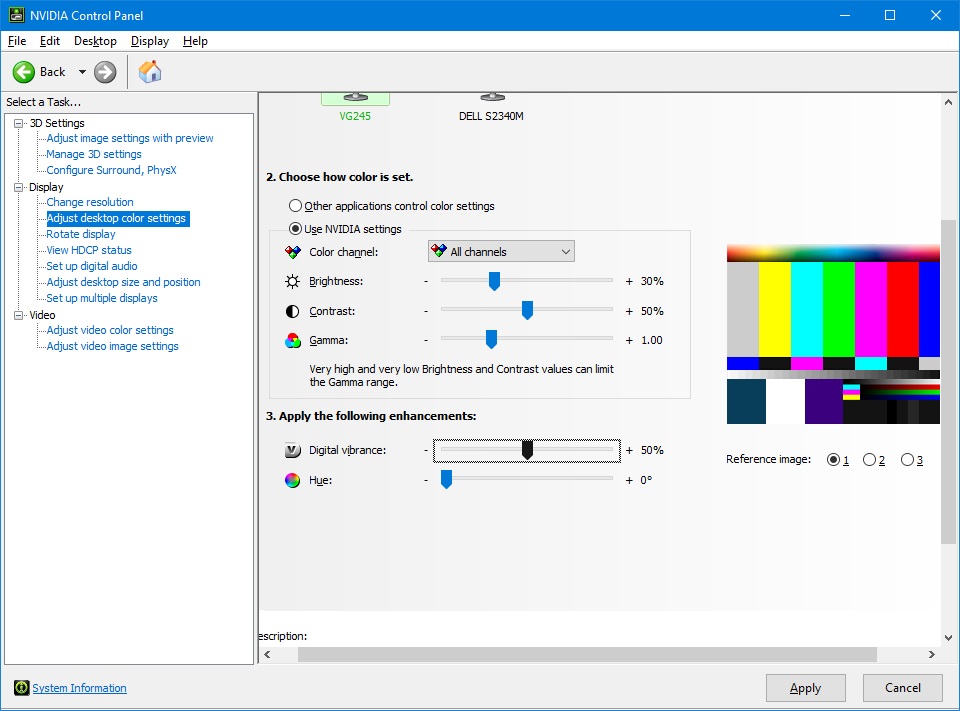 NVIDIA Control Panel
File Edit Desktop Display Help
Back
Select a Task...
3D Settings
Adjust image settings with preview
Manage 3D settings
Configure Surround, PhysX
Display
Change resolution
Adjust desktop color settings
Rotate display
View HDCP status
Set up digital audio
Adjust desktop size and position
Set up multiple displays
Video
Adjust video color settings
Adjust video image settings
VG245 DELL S2340M
2. Choose how color is set.
Other applications control color settings
Use NVIDIA settings
Color channel: All channels
Brightness: - + 30%
Contrast: - + 50%
Gamma: - + 1.00
Very high and very low Brightness and Contrast values can limit
the Gamma range.
3. Apply the following enhancements:
Digital vibrance: - + 50%
Hue: - + 0°
Reference image: 1 2 3
escription:
System Information
Apply Cancel